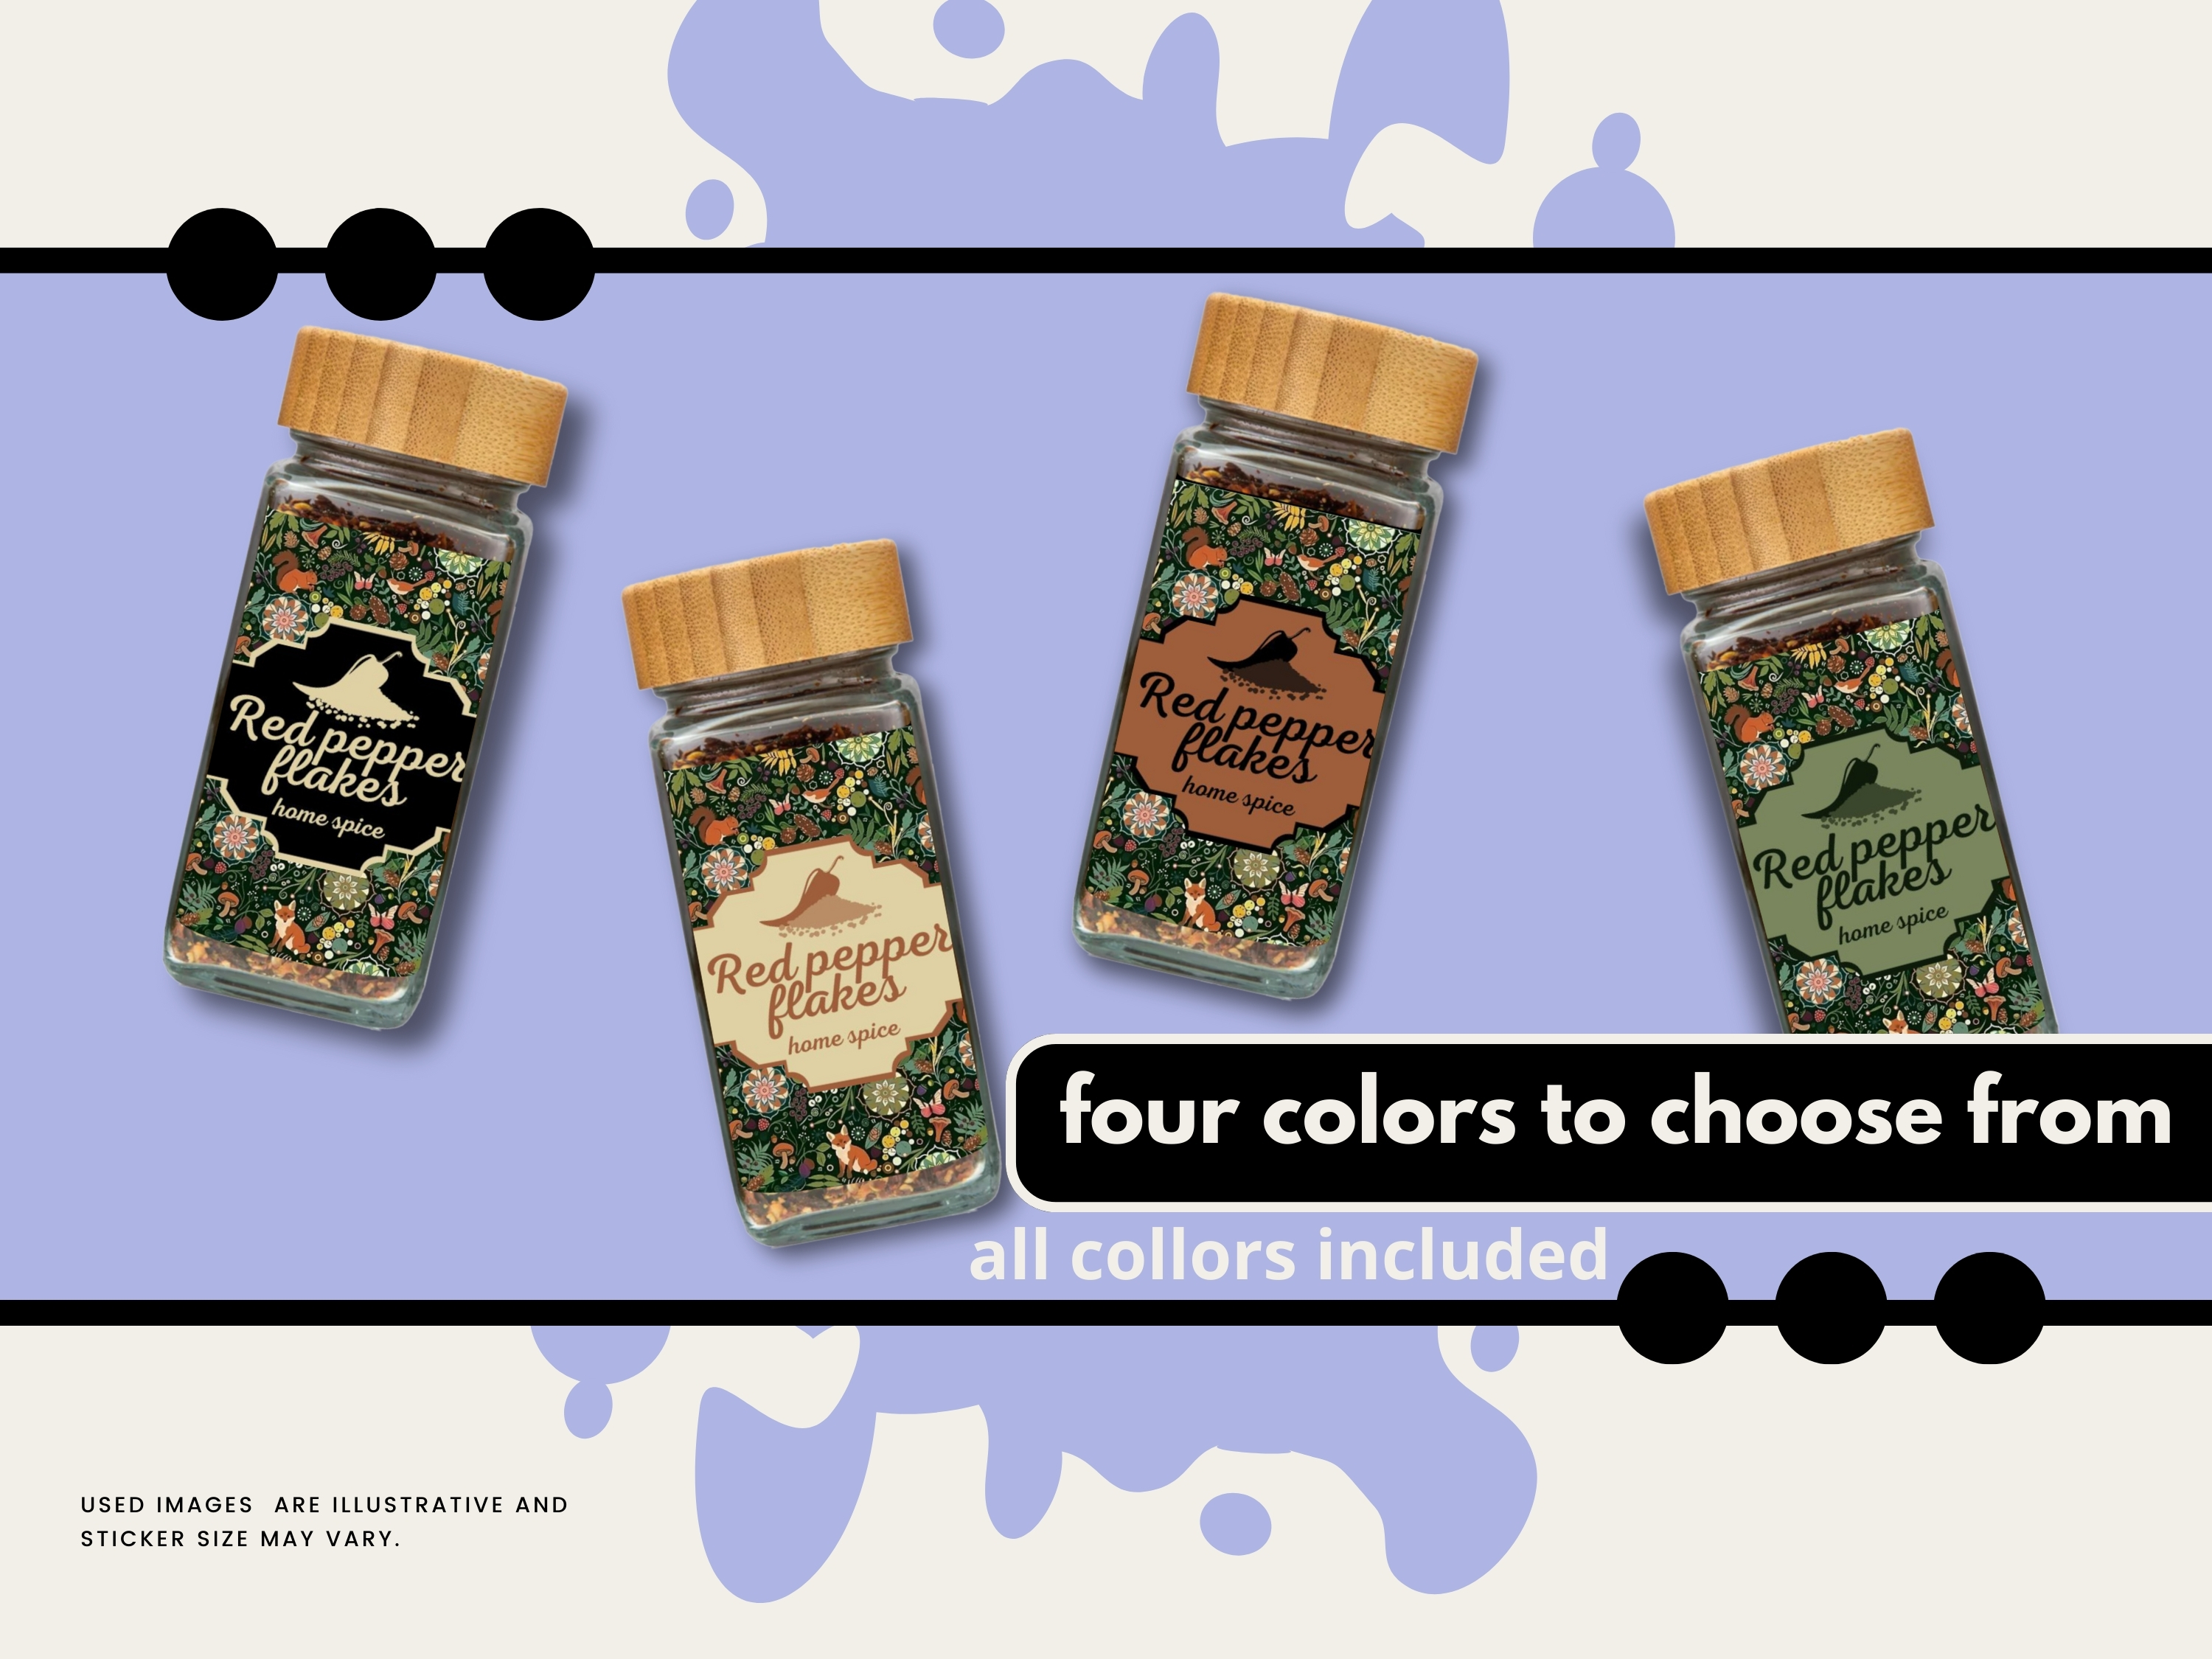 Red pepper
flakes
home spice
Red pepper
flakes
home spice
Red pepper
flakes
home spice
Red pepper
flakes
home spice
four colors to choose from
all collors included
USED IMAGES ARE ILLUSTRATIVE AND
STICKER SIZE MAY VARY.